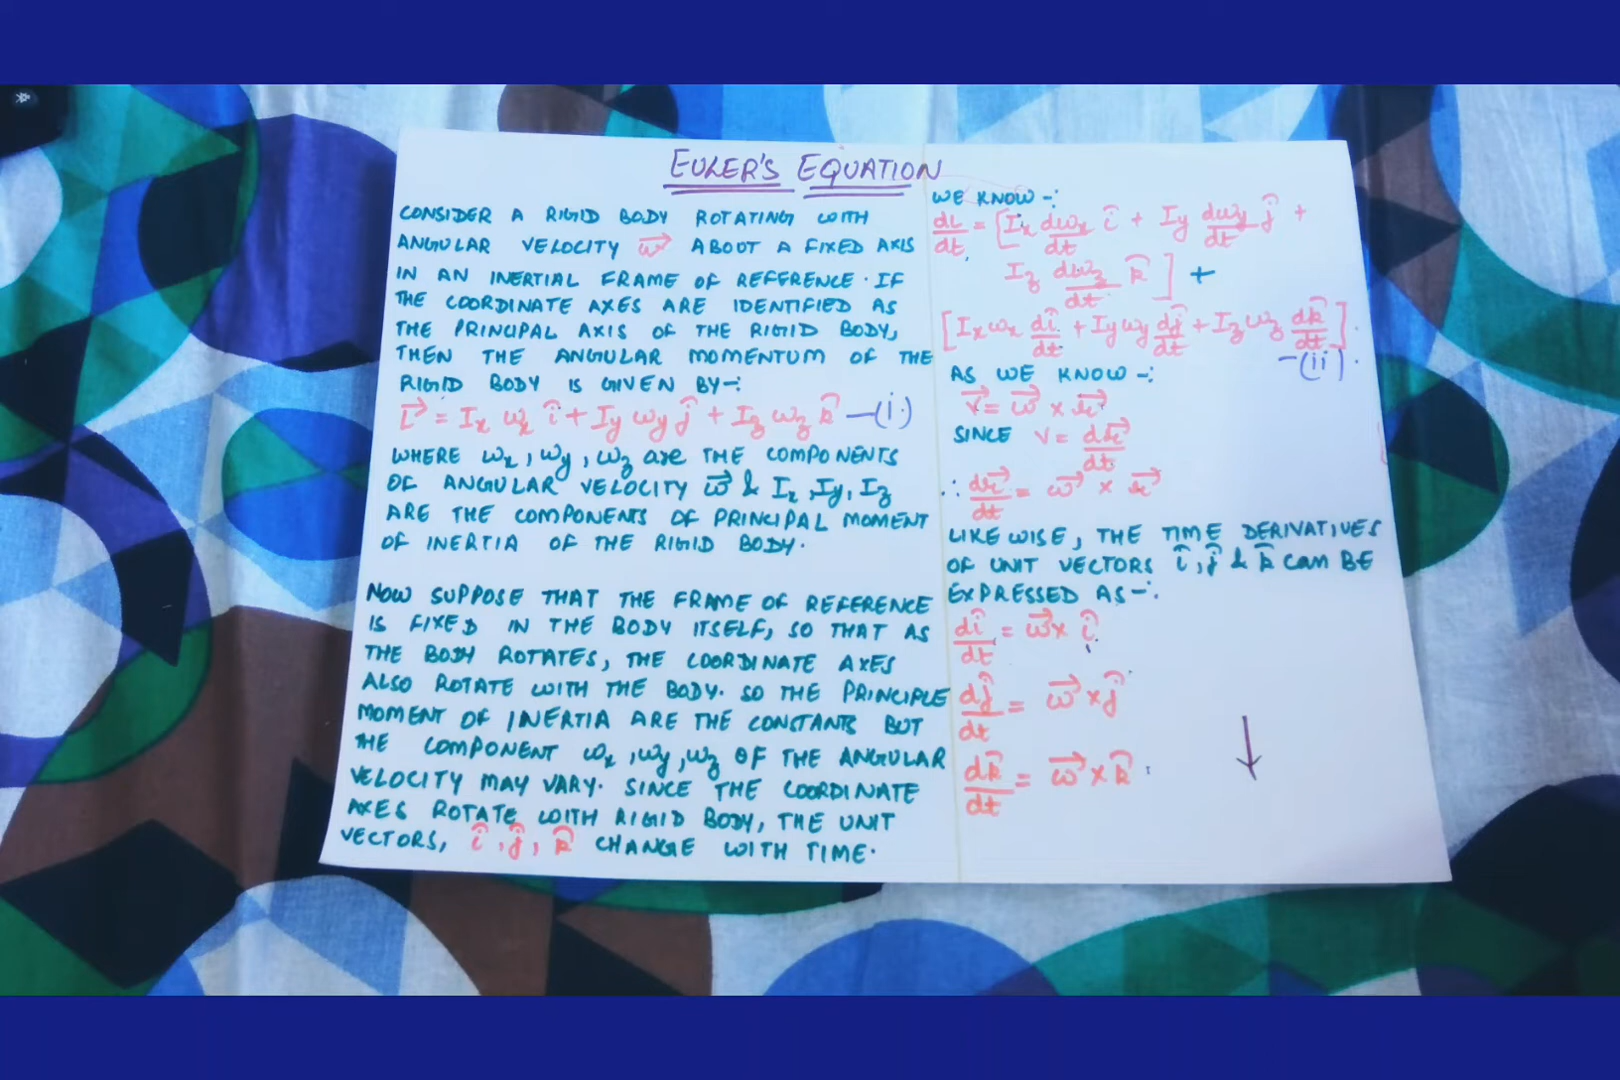 EULER'S EQUATION
CONSIDER A RIGID BODY ROTATING WITH
ANGULAR VELOCITY ω⃗ ABOUT A FIXED AXIS
IN AN INERTIAL FRAME OF REFERENCE. IF
THE COORDINATE AXES ARE IDENTIFIED AS
THE PRINCIPAL AXIS OF THE RIGID BODY,
THEN THE ANGULAR MOMENTUM OF THE
RIGID BODY IS GIVEN BY-:
L⃗ = Iₓ ωₓ î + Iy ωy ĵ + Iz ωz k̂ -(i.)
WHERE ωx, ωy, ωz are THE COMPONENTS
OF ANGULAR VELOCITY ω⃗ & Ix, Iy, Iz
ARE THE COMPONENTS OF PRINCIPAL MOMENT
OF INERTIA OF THE RIGID BODY.
NOW SUPPOSE THAT THE FRAME OF REFERENCE
IS FIXED IN THE BODY ITSELF, SO THAT AS
THE BODY ROTATES, THE COORDINATE AXES
ALSO ROTATE WITH THE BODY. SO THE PRINCIPLE
MOMENT OF INERTIA ARE THE CONSTANTS BUT
THE COMPONENT ωx, ωy, ωz OF THE ANGULAR
VELOCITY MAY VARY. SINCE THE COORDINATE
AXES ROTATE WITH RIGID BODY, THE UNIT
VECTORS, î, ĵ, k̂ CHANGE WITH TIME.
WE KNOW -:
dL/dt = [Ix dωx/dt î + Iy dωy/dt ĵ +
Iz dωz/dt k̂] +
[Ixωx dî/dt + Iyωy dĵ/dt + Izωz dk̂/dt].
-(ii).
AS WE KNOW -:
v⃗ = ω⃗ × r⃗
SINCE v = dr⃗/dt
∴ dr⃗/dt = ω⃗ × r⃗
LIKEWISE, THE TIME DERIVATIVES
OF UNIT VECTORS î, ĵ & k̂ can BE
EXPRESSED AS -:
dî/dt = ω⃗ × î
dĵ/dt = ω⃗ × ĵ
dk̂/dt = ω⃗ × k̂